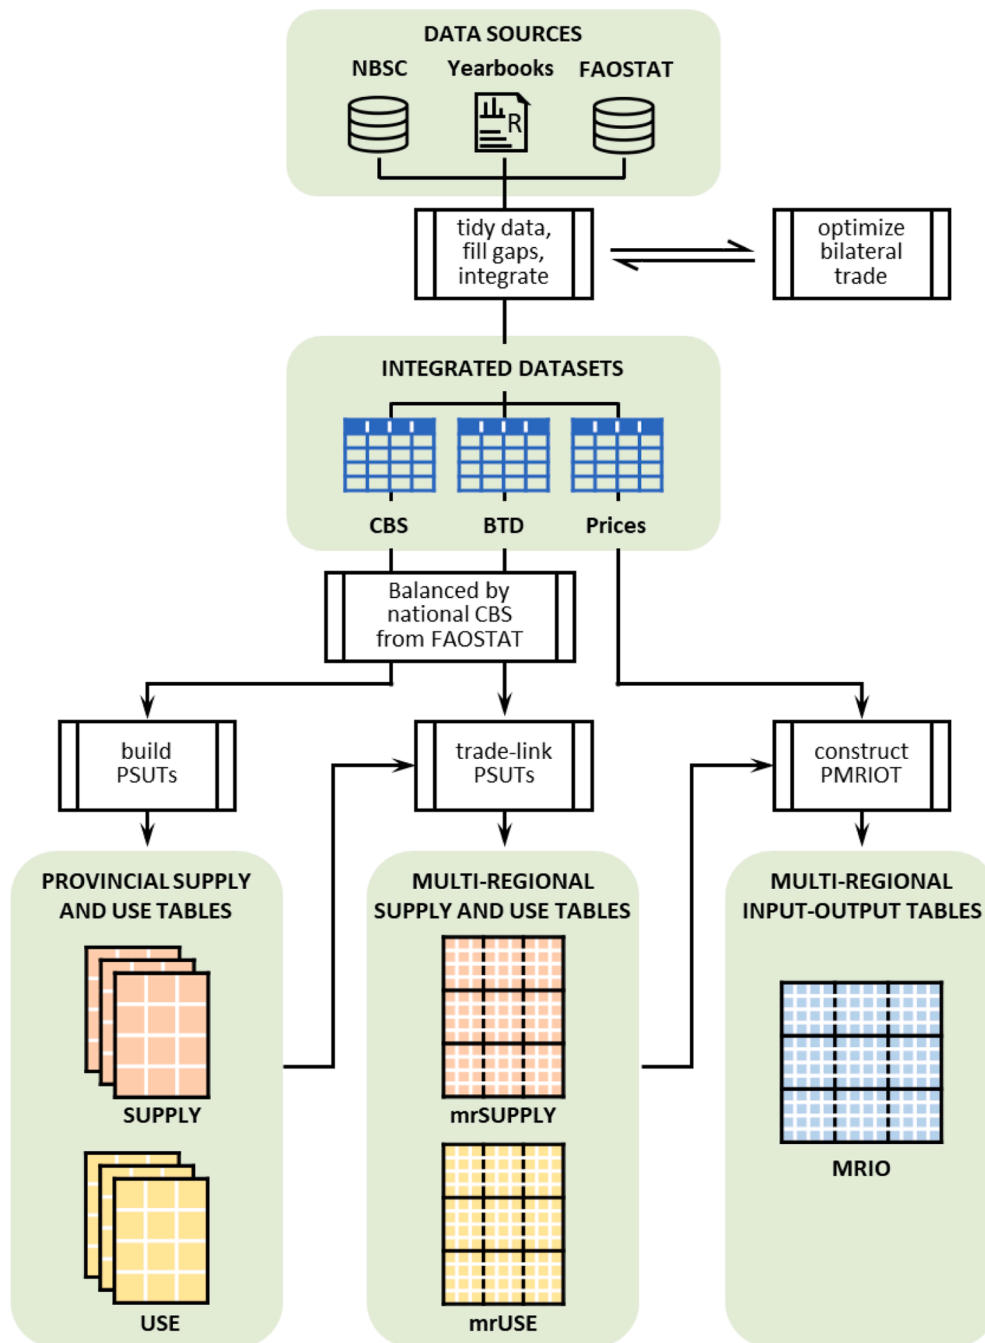 DATA SOURCES
NBSC
Yearbooks
FAOSTAT
R
tidy data,
fill gaps,
integrate
optimize
bilateral
trade
INTEGRATED DATASETS
CBS
BTD
Prices
Balanced by
national CBS
from FAOSTAT
build
PSUTs
trade-link
PSUTs
construct
PMRIOT
PROVINCIAL SUPPLY
AND USE TABLES
SUPPLY
USE
MULTI-REGIONAL
SUPPLY AND USE TABLES
mrSUPPLY
mrUSE
MULTI-REGIONAL
INPUT-OUTPUT TABLES
MRIO